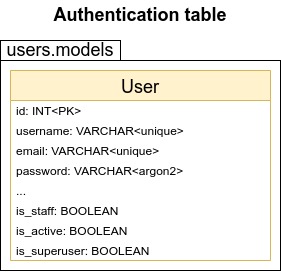 Authentication table
users.models
User
id: INT<PK>
username: VARCHAR<unique>
email: VARCHAR<unique>
password: VARCHAR<argon2>
...
is_staff: BOOLEAN
is_active: BOOLEAN
is_superuser: BOOLEAN